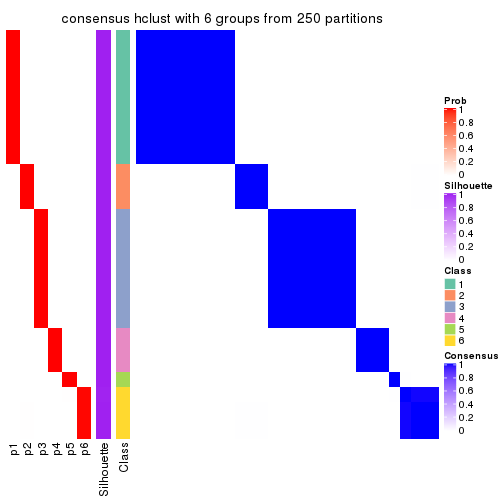 consensus hclust with 6 groups from 250 partitions
Prob
1
0.8
0.6
0.4
0.2
0
Silhouette
1
0.8
0.6
0.4
0.2
0
Class
1
2
3
4
5
6
Consensus
1
0.8
0.6
0.4
0.2
0
p1
p2
p3
p4
p5
p6
Silhouette
Class